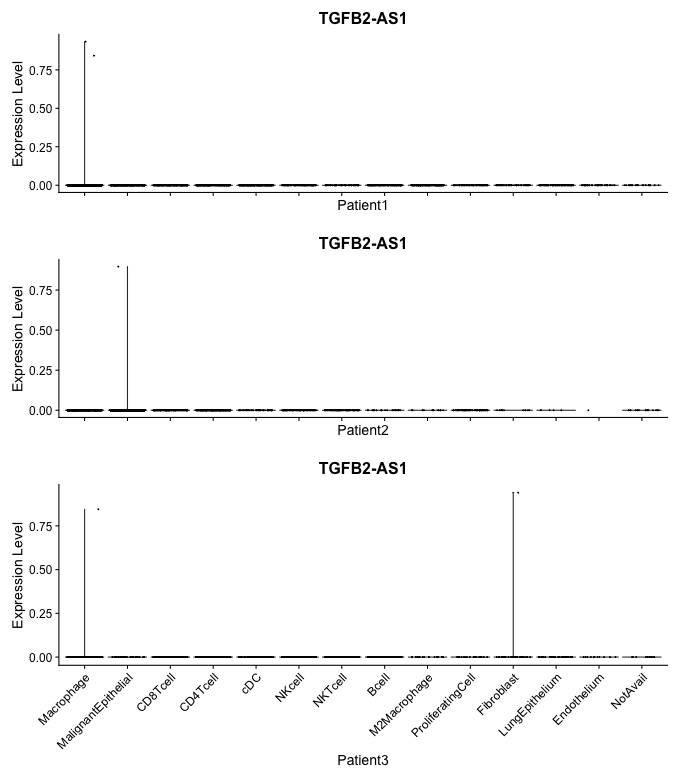 TGFB2-AS1
Expression Level
0.75
0.50
0.25
0.00
Patient1
TGFB2-AS1
Expression Level
0.75
0.50
0.25
0.00
Patient2
TGFB2-AS1
Expression Level
0.75
0.50
0.25
0.00
Macrophage
MalignantEpithelial
CD8Tcell
CD4Tcell
cDC
NKcell
NKTcell
Bcell
M2Macrophage
ProliferatingCell
Fibroblast
LungEpithelium
Endothelium
NotAvail
Patient3